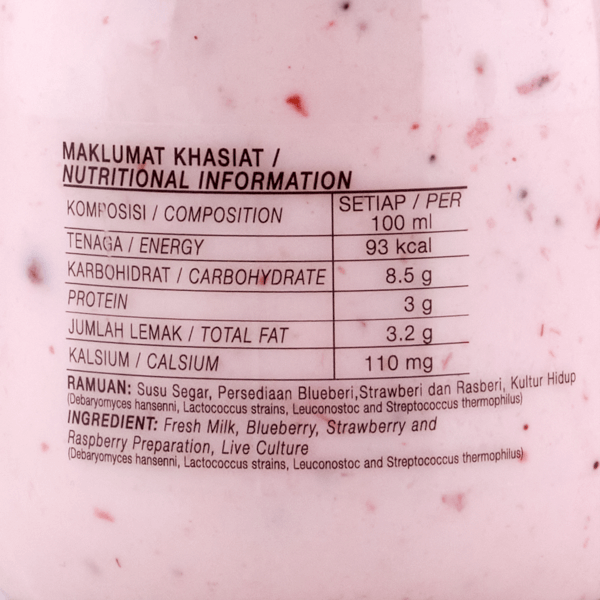 MAKLUMAT KHASIAT /
NUTRITIONAL INFORMATION
KOMPOSISI / COMPOSITION SETIAP / PER 100 ml
TENAGA / ENERGY 93 kcal
KARBOHIDRAT / CARBOHYDRATE 8.5 g
PROTEIN 3 g
JUMLAH LEMAK / TOTAL FAT 3.2 g
KALSIUM / CALSIUM 110 mg
RAMUAN: Susu Segar, Persediaan Blueberi,Strawberi dan Rasberi, Kultur Hidup
(Debaryomyces hansenni, Lactococcus strains, Leuconostoc and Streptococcus thermophilus)
INGREDIENT: Fresh Milk, Blueberry, Strawberry and
Raspberry Preparation, Live Culture
(Debaryomyces hansenni, Lactococcus strains, Leuconostoc and Streptococcus thermophilus)